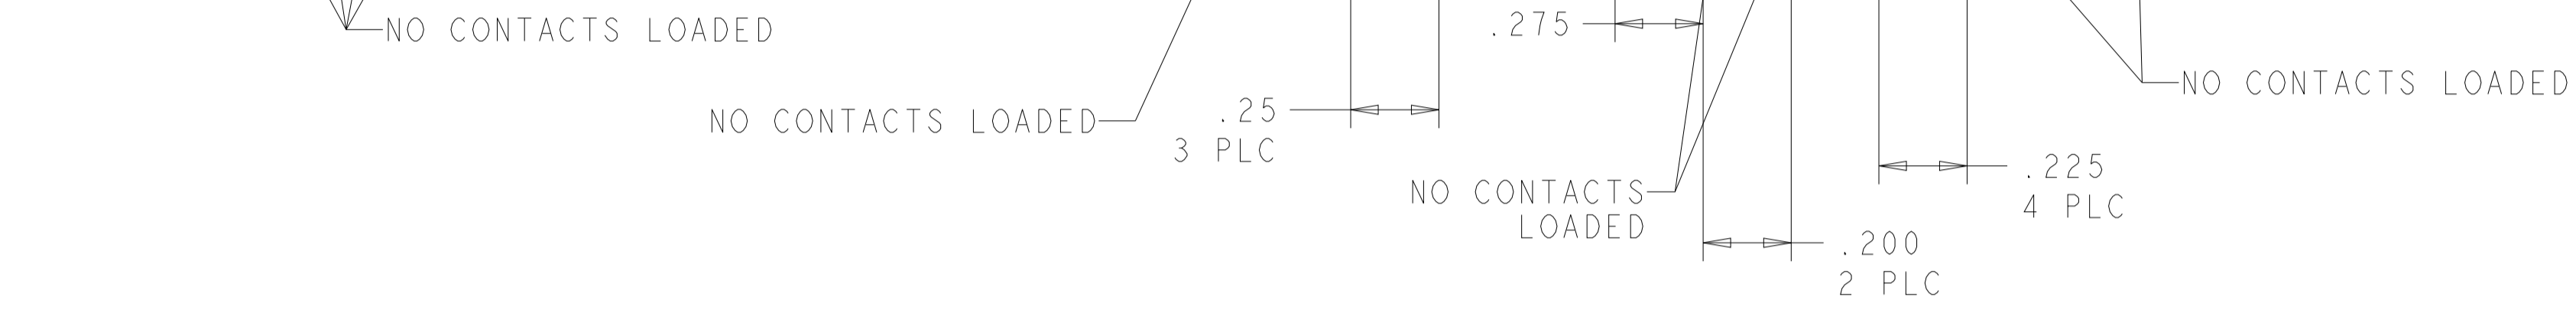 NO CONTACTS LOADED
.275
NO CONTACTS LOADED
NO CONTACTS LOADED
.25
3 PLC
.225
4 PLC
NO CONTACTS
LOADED
.200
2 PLC